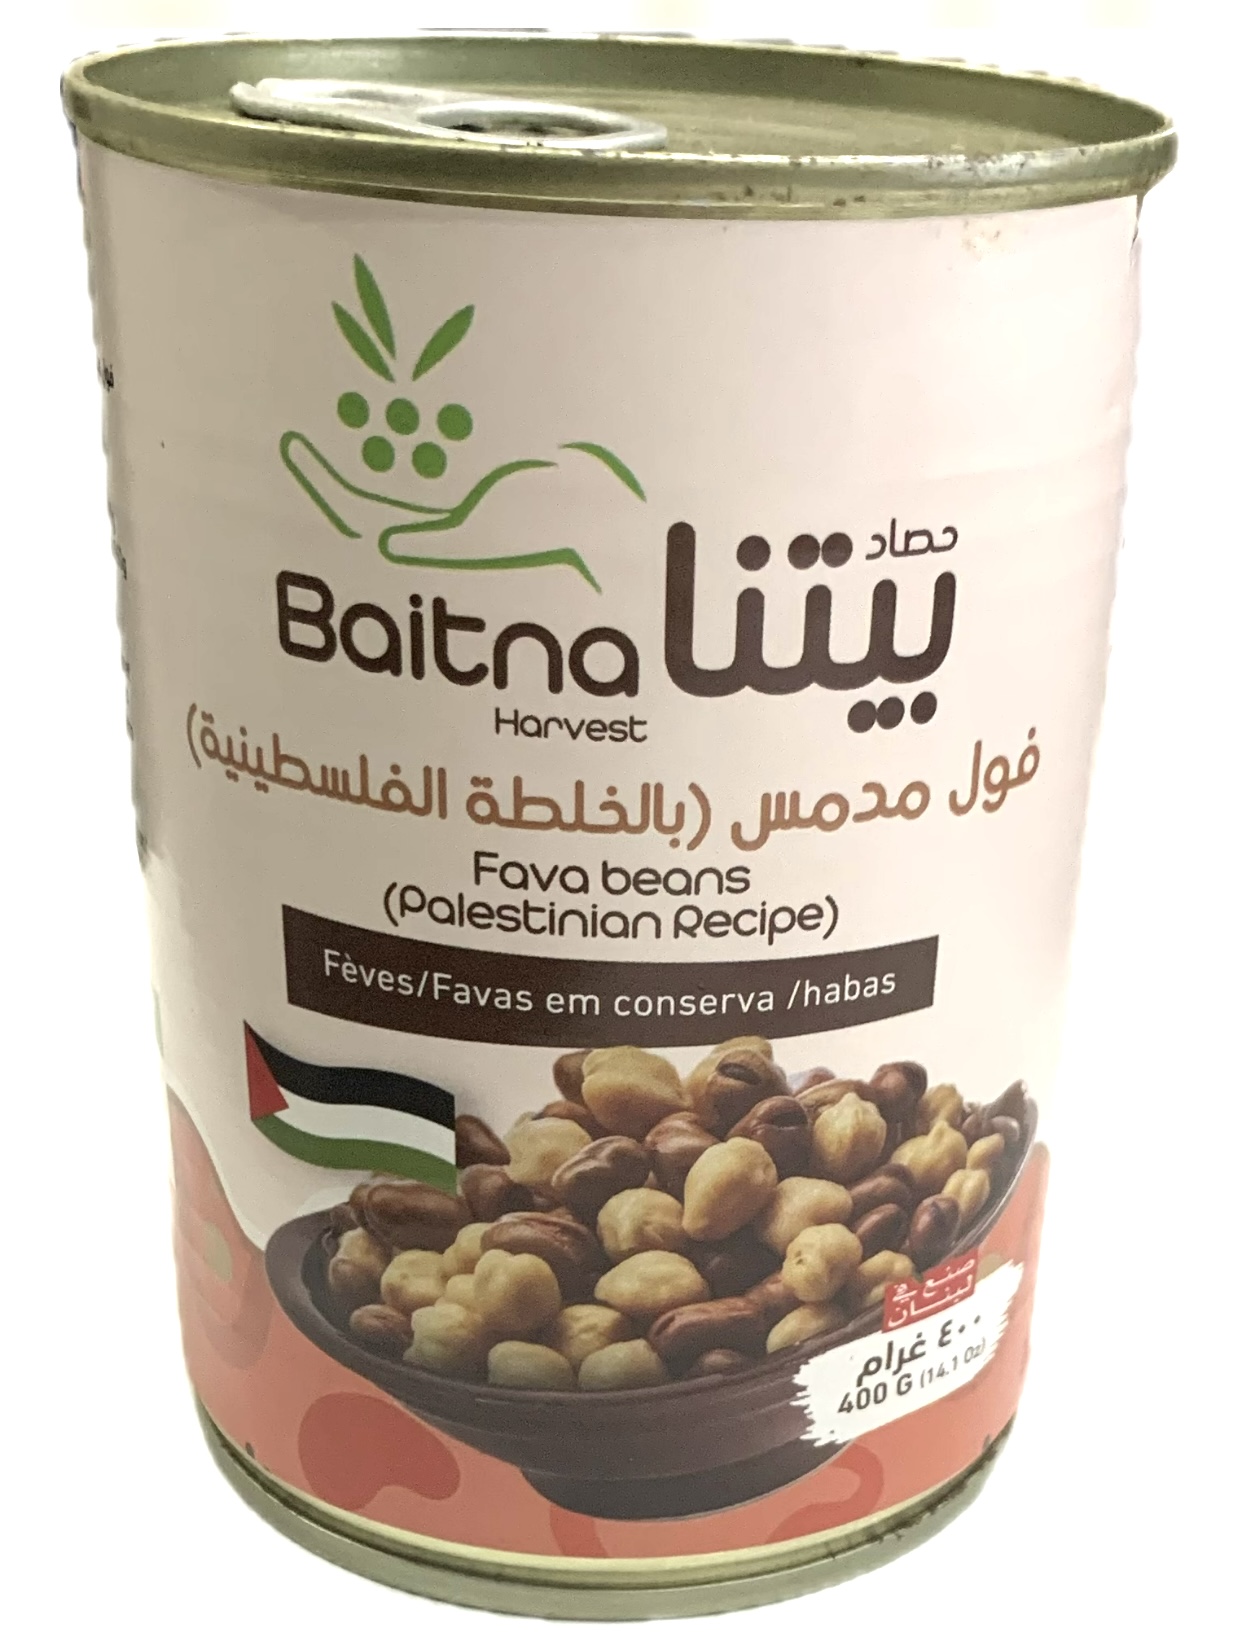 حصاد
بيتنا
Baitna
Harvest
فول مدمس (بالخلطة الفلسطينية)
Fava beans
(Palestinian Recipe)
Fèves/Favas em conserva /habas
صنع في
لبنان
٤٠٠ غرام
400 G (14.1 Oz)